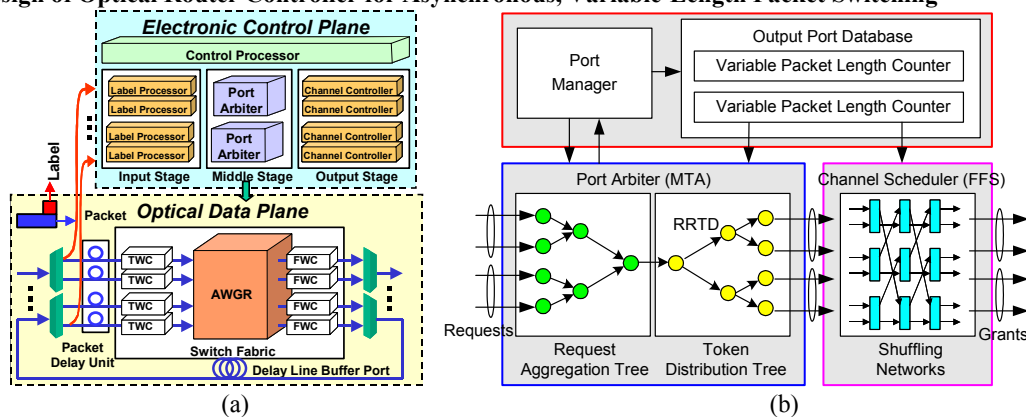 sign of Optical Router Controller for Asynchronous, Variable-Length Packet Switching
Electronic Control Plane
Control Processor
Label Processor
Label Processor
Label Processor
Label Processor
Port
Arbiter
Port
Arbiter
Channel Controller
Channel Controller
Channel Controller
Channel Controller
Input Stage
Middle Stage
Output Stage
Label
Packet
Optical Data Plane
TWC
TWC
TWC
TWC
AWGR
FWC
FWC
FWC
FWC
Switch Fabric
Packet
Delay Unit
Delay Line Buffer Port
(a)
Port
Manager
Output Port Database
Variable Packet Length Counter
Variable Packet Length Counter
Port Arbiter (MTA)
Channel Scheduler (FFS)
RRTD
Requests
Grants
Request
Aggregation Tree
Token
Distribution Tree
Shuffling
Networks
(b)